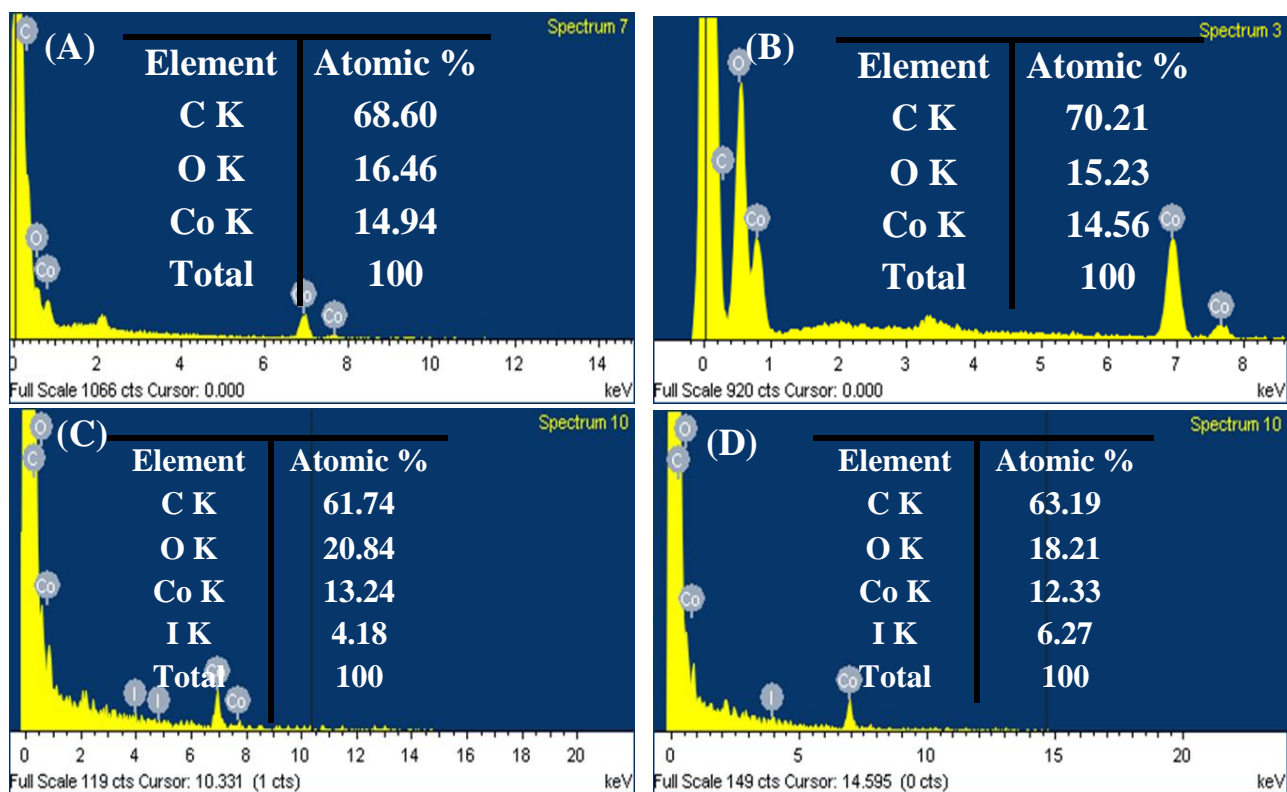 Spectrum 7
C
(A)
Element Atomic %
C K 68.60
O K 16.46
Co K 14.94
Total 100
O
Co
Co
Co
2 4 6 8 10 12 14
Full Scale 1066 cts Cursor: 0.000 keV
Spectrum 3
O
(B)
Element Atomic %
C K 70.21
O K 15.23
Co K 14.56
Total 100
C
Co
Co
Co
0 1 2 3 4 5 6 7 8
Full Scale 920 cts Cursor: 0.000 keV
Spectrum 10
O
(C)
Element Atomic %
C K 61.74
O K 20.84
Co K 13.24
I K 4.18
Total 100
C
Co
I
I
Co
Co
0 2 4 6 8 10 12 14 16 18 20
Full Scale 119 cts Cursor: 10.331 (1 cts) keV
Spectrum 10
O
(D)
Element Atomic %
C K 63.19
O K 18.21
Co K 12.33
I K 6.27
Total 100
C
Co
I
Co
0 5 10 15 20
Full Scale 149 cts Cursor: 14.595 (0 cts) keV